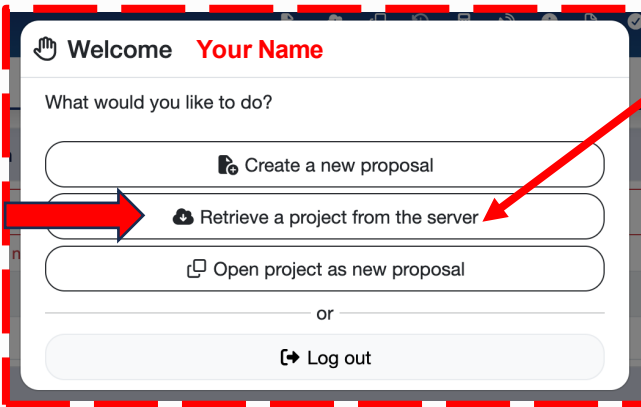 Welcome Your Name
What would you like to do?
Create a new proposal
Retrieve a project from the server
Open project as new proposal
or
Log out